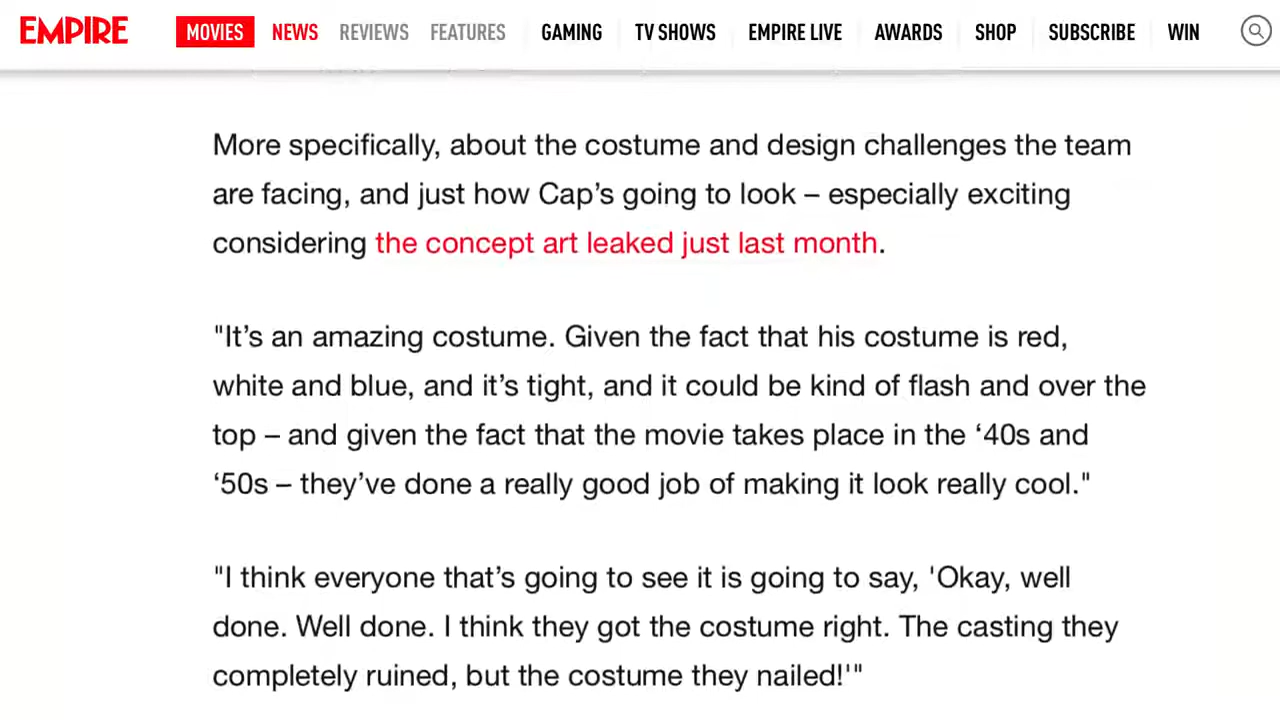 EMPIRE MOVIES NEWS REVIEWS FEATURES GAMING TV SHOWS EMPIRE LIVE AWARDS SHOP SUBSCRIBE WIN
More specifically, about the costume and design challenges the team
are facing, and just how Cap’s going to look – especially exciting
considering the concept art leaked just last month.
"It’s an amazing costume. Given the fact that his costume is red,
white and blue, and it’s tight, and it could be kind of flash and over the
top – and given the fact that the movie takes place in the ‘40s and
‘50s – they’ve done a really good job of making it look really cool."
"I think everyone that’s going to see it is going to say, 'Okay, well
done. Well done. I think they got the costume right. The casting they
completely ruined, but the costume they nailed!'"